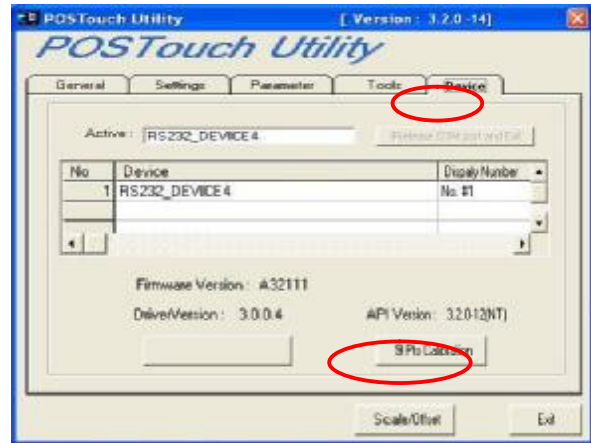 POSTouch Utility [ Version : 3.2.0 -14]
POSTouch Utility
General Settings Parameter Tools Device
Active : RS232_DEVICE4
No Device Dispaly Number
1 RS232_DEVICE4 No. #1
Firmware Version : A32111
DriverVersion : 3.0.0.4 API Version : 3.2.0-12(NT)
Calibration
Scale/Offset Exit